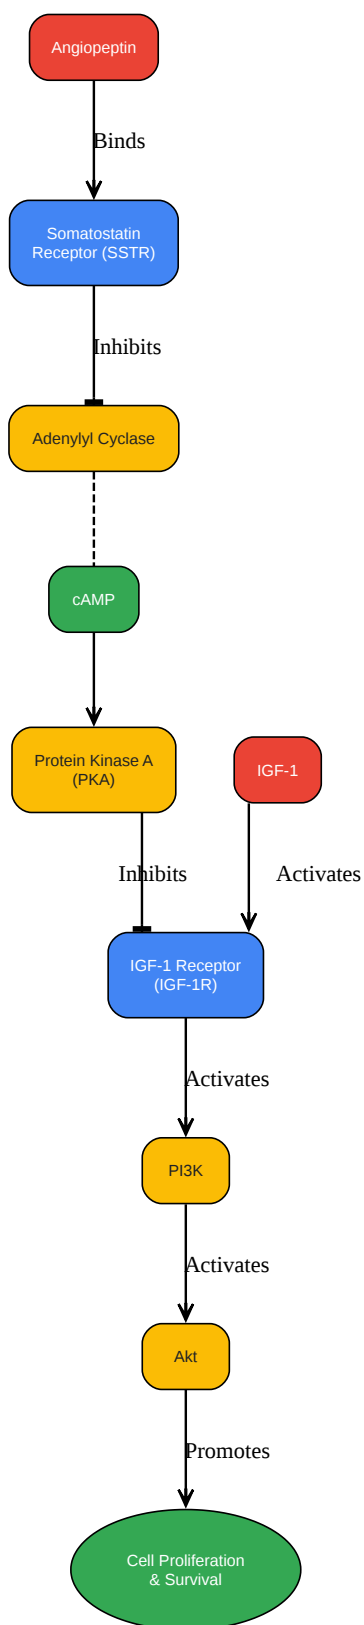 Angiopeptin
Binds
Somatostatin
Receptor (SSTR)
Inhibits
Adenylyl Cyclase
cAMP
Protein Kinase A
(PKA)
IGF-1
Inhibits
Activates
IGF-1 Receptor
(IGF-1R)
Activates
PI3K
Activates
Akt
Promotes
Cell Proliferation
& Survival